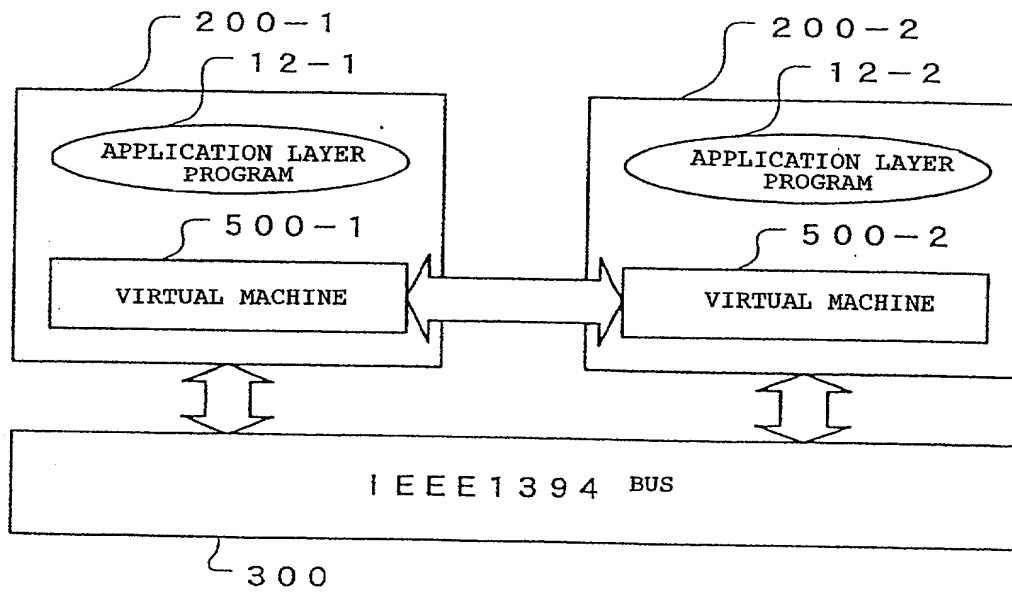 200-1
200-2
12-1
12-2
APPLICATION LAYER
PROGRAM
APPLICATION LAYER
PROGRAM
500-1
500-2
VIRTUAL MACHINE
VIRTUAL MACHINE
IEEE1394 BUS
300